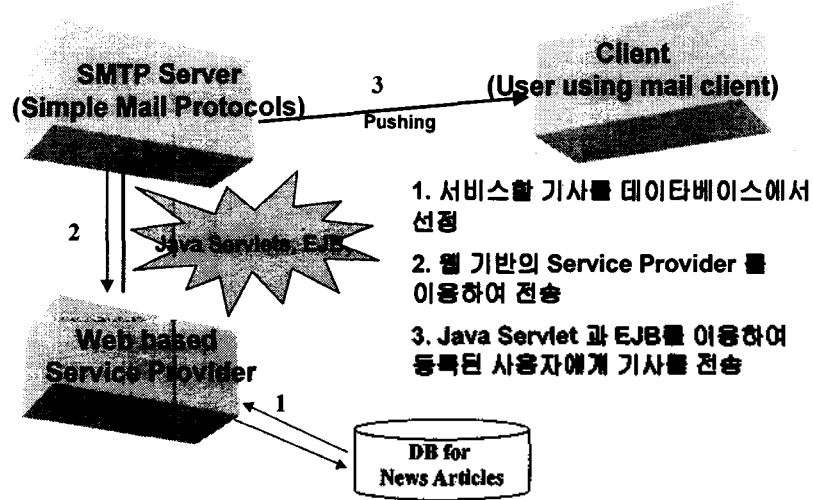 SMTP Server
(Simple Mail Protocols)
3
Pushing
Client
(User using mail client)
2
Java Servlets, EJB,
1. 서비스할 기사를 데이타베이스에서
선정
2. 웹 기반의 Service Provider 를
이용하여 전송
3. Java Servlet 과 EJB를 이용하여
등록된 사용자에게 기사를 전송
Web based
Service Provider
1
DB for
News Articles